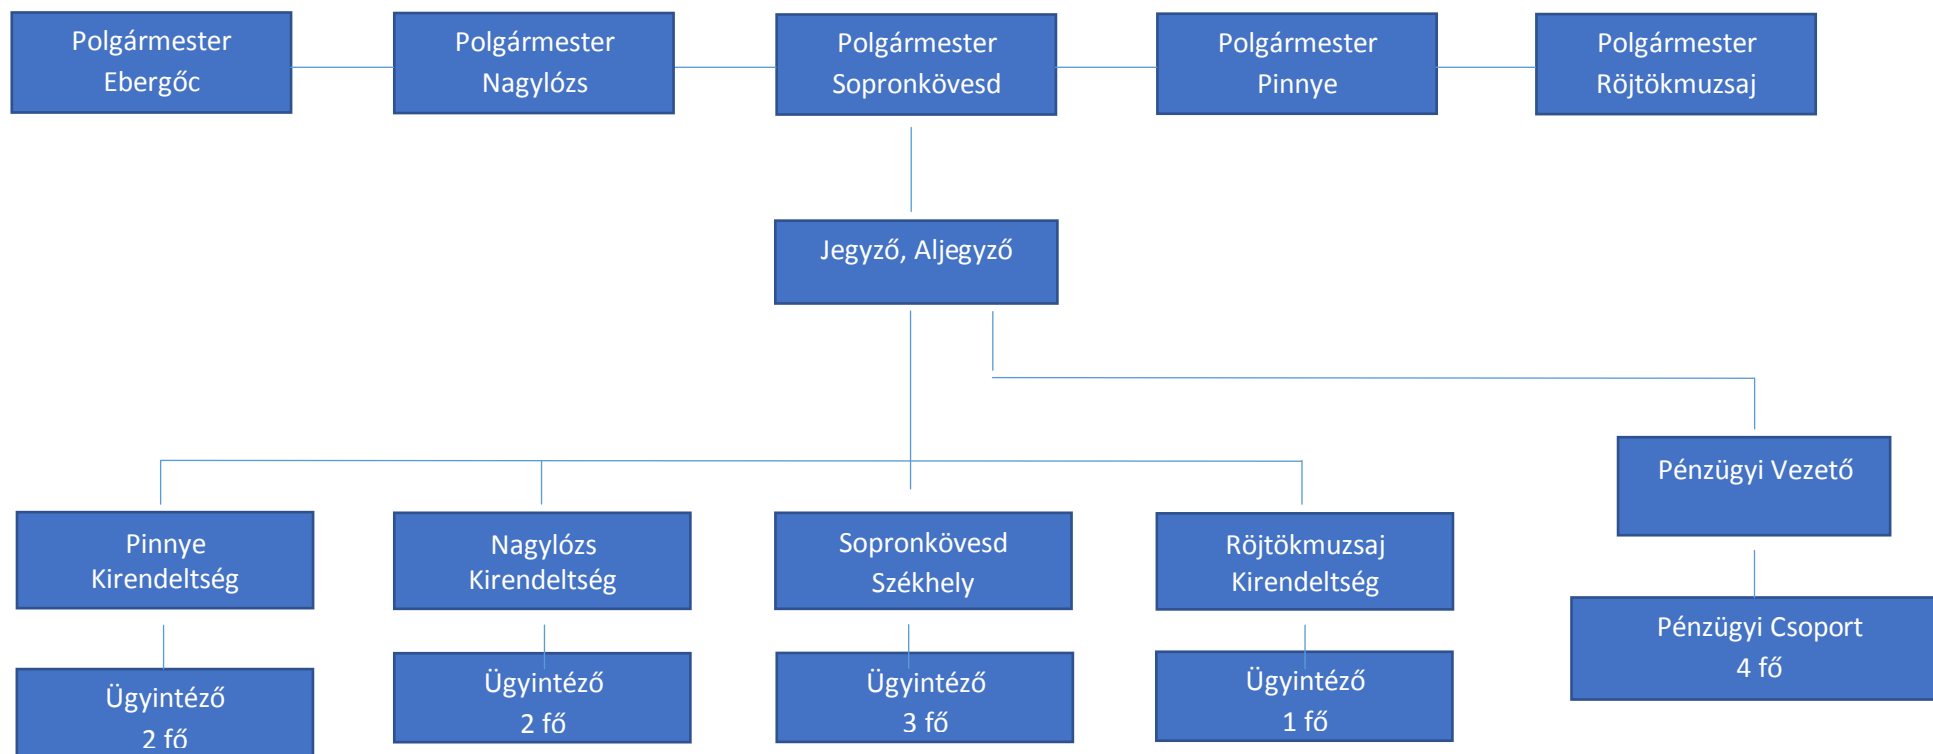 Polgármester
Ebergőc
Polgármester
Nagylózs
Polgármester
Sopronkövesd
Polgármester
Pinnye
Polgármester
Röjtökmuzsaj
Jegyző, Aljegyző
Pénzügyi Vezető
Pinnye
Kirendeltség
Nagylózs
Kirendeltség
Sopronkövesd
Székhely
Röjtökmuzsaj
Kirendeltség
Pénzügyi Csoport
4 fő
Ügyintéző
2 fő
Ügyintéző
2 fő
Ügyintéző
3 fő
Ügyintéző
1 fő